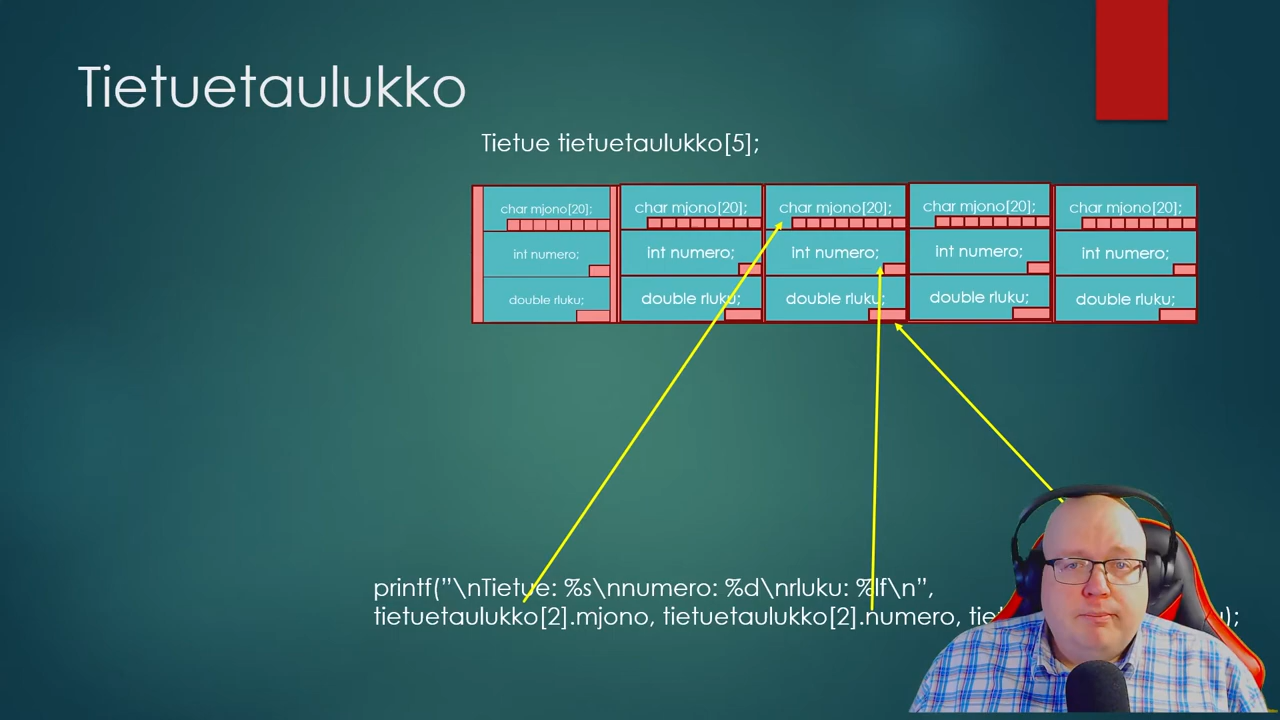 Tietuetaulukko
Tietue tietuetaulukko[5];
char mjono[20]; char mjono[20]; char mjono[20]; char mjono[20]; char mjono[20];
int numero; int numero; int numero; int numero; int numero;
double rluku; double rluku; double rluku; double rluku; double rluku;
printf(”\nTietue: %s\nnumero: %d\nrluku: %lf\n”,
tietuetaulukko[2].mjono, tietuetaulukko[2].numero,